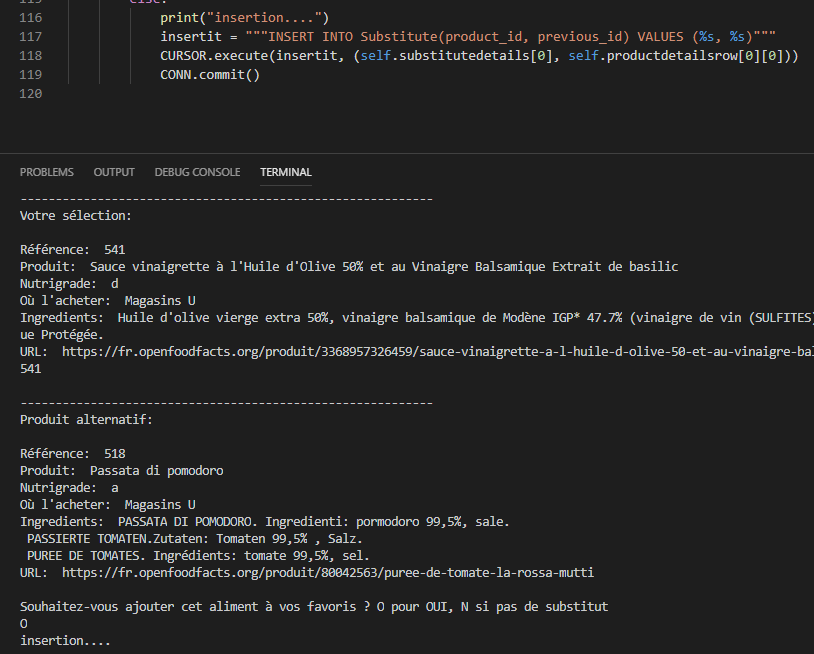 else:
116 print("insertion....")
117 insertit = """INSERT INTO Substitute(product_id, previous_id) VALUES (%s, %s)"""
118 CURSOR.execute(insertit, (self.substitutedetails[0], self.productdetailsrow[0][0]))
119 CONN.commit()
120
PROBLEMS OUTPUT DEBUG CONSOLE TERMINAL
-----------------------------------------------------------
Votre sélection:
Référence:  541
Produit:  Sauce vinaigrette à l'Huile d'Olive 50% et au Vinaigre Balsamique Extrait de basilic
Nutrigrade:  d
Où l'acheter:  Magasins U
Ingredients:  Huile d'olive vierge extra 50%, vinaigre balsamique de Modène IGP* 47.7% (vinaigre de vin (SULFITES)
ue Protégée.
URL:  https://fr.openfoodfacts.org/produit/3368957326459/sauce-vinaigrette-a-l-huile-d-olive-50-et-au-vinaigre-bal
541
-----------------------------------------------------------
Produit alternatif:
Référence:  518
Produit:  Passata di pomodoro
Nutrigrade:  a
Où l'acheter:  Magasins U
Ingredients:  PASSATA DI POMODORO. Ingredienti: pormodoro 99,5%, sale.
PASSIERTE TOMATEN.Zutaten: Tomaten 99,5% , Salz.
PUREE DE TOMATES. Ingrédients: tomate 99,5%, sel.
URL:  https://fr.openfoodfacts.org/produit/80042563/puree-de-tomate-la-rossa-mutti
Souhaitez-vous ajouter cet aliment à vos favoris ? O pour OUI, N si pas de substitut
O
insertion....